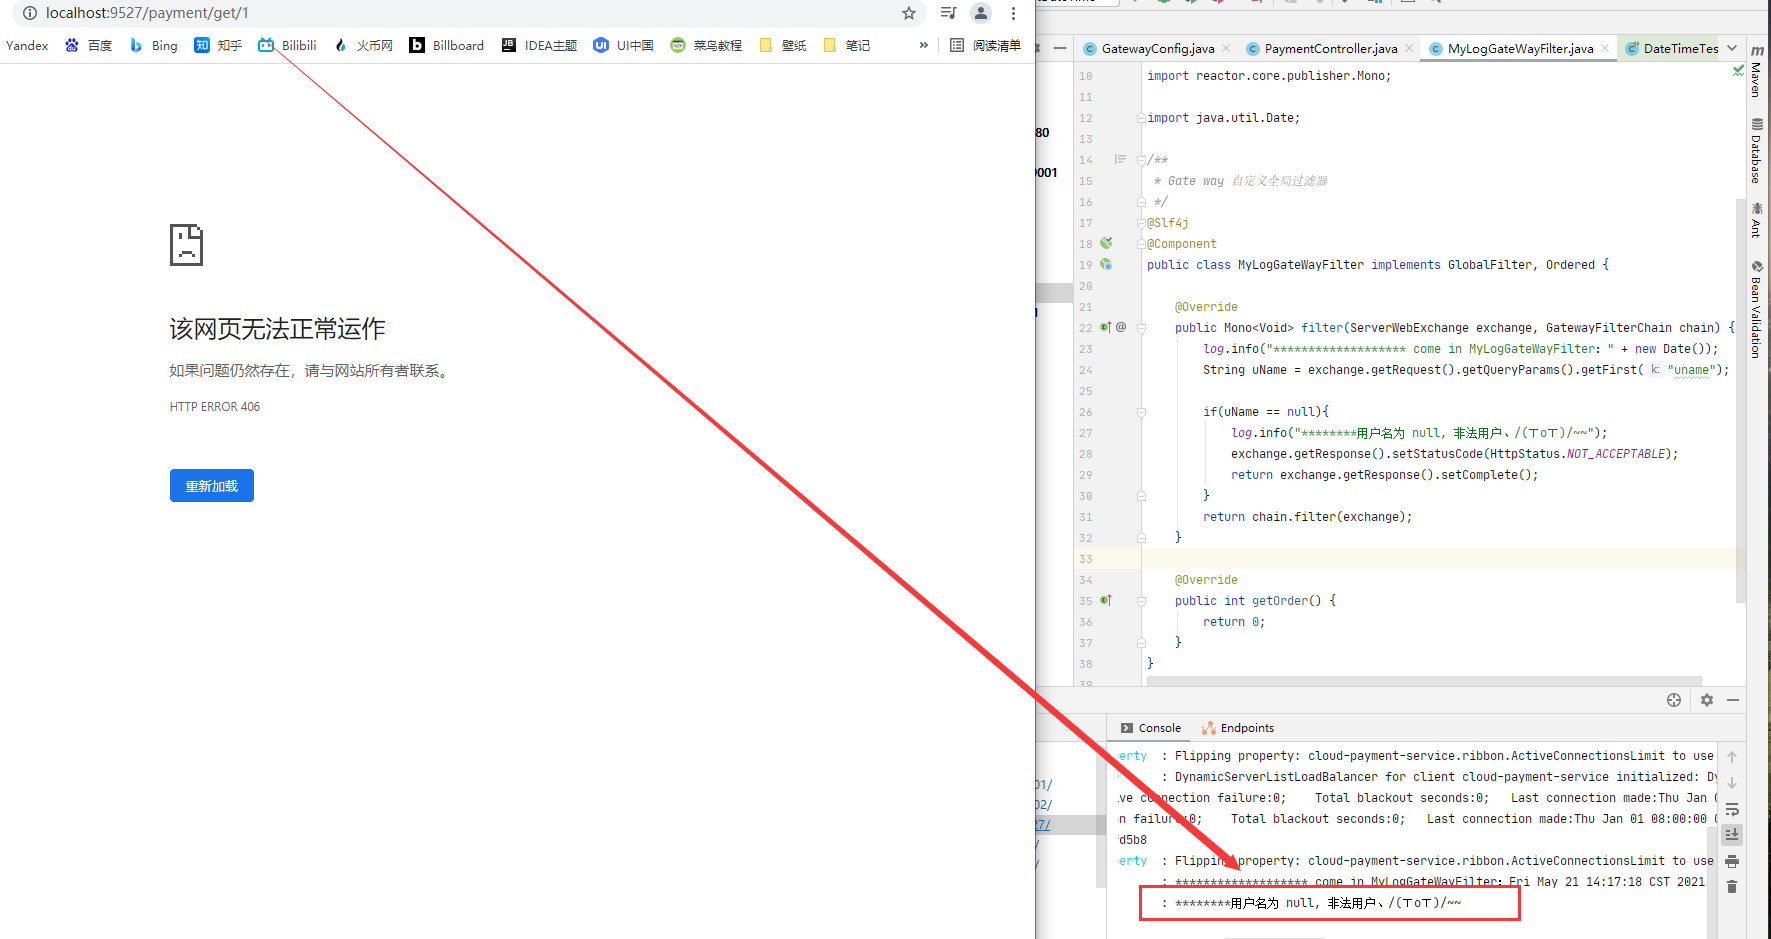 localhost:9527/payment/get/1
Yandex 百度 Bing 知乎 Bilibili 火币网 Billboard IDEA主题 UI中国 菜鸟教程 壁纸 笔记 » 阅读清单
该网页无法正常运作
如果问题仍然存在，请与网站所有者联系。
HTTP ERROR 406
重新加载
80
0001
GatewayConfig.java PaymentController.java MyLogGateWayFilter.java DateTimeTes
10 import reactor.core.publisher.Mono;
11
12 import java.util.Date;
13
14 /**
15 * Gate way 自定义全局过滤器
16 */
17 @Slf4j
18 @Component
19 public class MyLogGateWayFilter implements GlobalFilter, Ordered {
20
21 @Override
22 public Mono<Void> filter(ServerWebExchange exchange, GatewayFilterChain chain) {
23 log.info("******************* come in MyLogGateWayFilter: " + new Date());
24 String uName = exchange.getRequest().getQueryParams().getFirst( k: "uname");
25
26 if(uName == null){
27 log.info("********用户名为 null, 非法用户、/(ㄒoㄒ)/~~");
28 exchange.getResponse().setStatusCode(HttpStatus.NOT_ACCEPTABLE);
29 return exchange.getResponse().setComplete();
30 }
31 return chain.filter(exchange);
32 }
33
34 @Override
35 public int getOrder() {
36 return 0;
37 }
38 }
39
Maven
Database
Ant
Bean Validation
Console Endpoints
01/
02/
27/
/
/
erty : Flipping property: cloud-payment-service.ribbon.ActiveConnectionsLimit to use
: DynamicServerListLoadBalancer for client cloud-payment-service initialized: Dy
ive connection failure:0; Total blackout seconds:0; Last connection made:Thu Jan 0
on failure:0; Total blackout seconds:0; Last connection made:Thu Jan 01 08:00:00 C
fd5b8
erty : Flipping property: cloud-payment-service.ribbon.ActiveConnectionsLimit to use
: ******************* come in MyLogGateWayFilter: Fri May 21 14:17:18 CST 2021
: ********用户名为 null, 非法用户、/(ㄒoㄒ)/~~